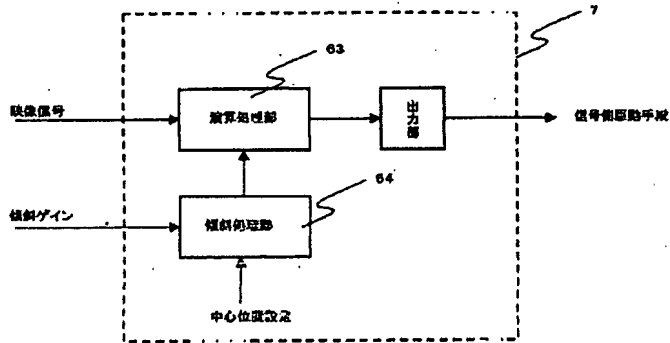 7
63
映像信号
演算処理部
出力部
信号側駆動手段
64
傾斜ゲイン
傾斜処理部
中心位置設定